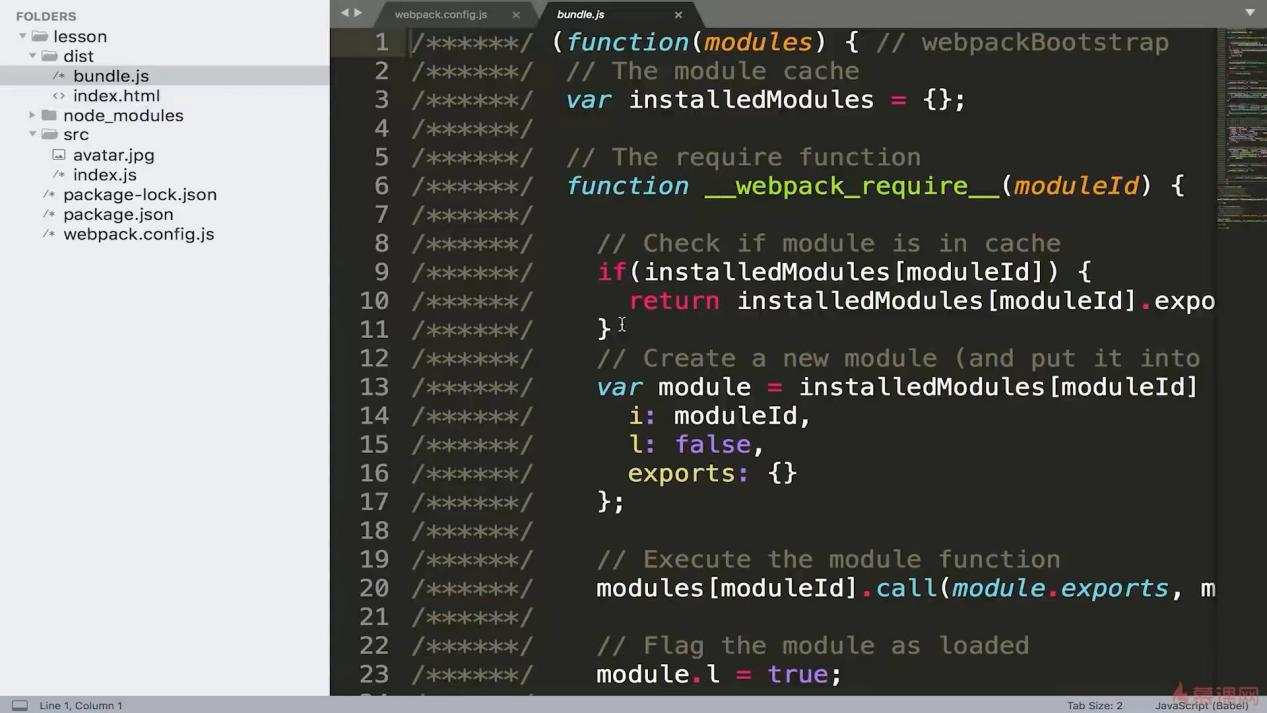 FOLDERS
lesson
dist
/* bundle.js
<> index.html
node_modules
src
avatar.jpg
/* index.js
/* package-lock.json
/* package.json
/* webpack.config.js
webpack.config.js ×
bundle.js ×
1 /******/ (function(modules) { // webpackBootstrap
2 /******/ // The module cache
3 /******/ var installedModules = {};
4 /******/
5 /******/ // The require function
6 /******/ function __webpack_require__(moduleId) {
7 /******/
8 /******/ // Check if module is in cache
9 /******/ if(installedModules[moduleId]) {
10 /******/ return installedModules[moduleId].expo
11 /******/ }
12 /******/ // Create a new module (and put it into
13 /******/ var module = installedModules[moduleId]
14 /******/ i: moduleId,
15 /******/ l: false,
16 /******/ exports: {}
17 /******/ };
18 /******/
19 /******/ // Execute the module function
20 /******/ modules[moduleId].call(module.exports, m
21 /******/
22 /******/ // Flag the module as loaded
23 /******/ module.l = true;
Line 1, Column 1
Tab Size: 2
JavaScript (Babel)
慕课网